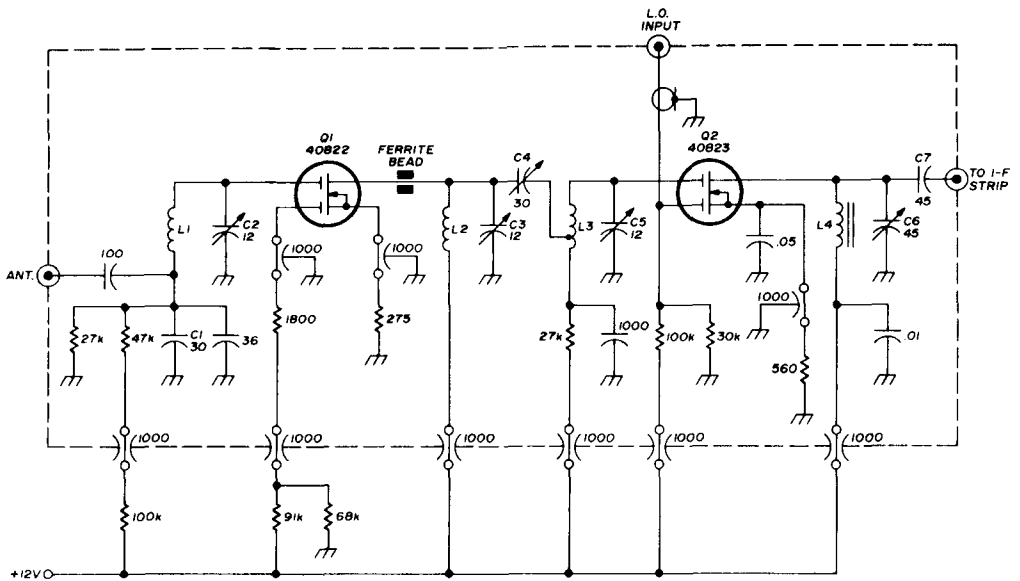 L.O.
INPUT
Q1
40822
FERRITE
BEAD
C4
30
Q2
40823
C7
45
TO I-F
STRIP
L1
C2
12
L2
C3
12
L3
C5
12
L4
C6
45
.05
ANT.
100
1000
1000
1000
27k
47k
C1
30
36
1800
275
27k
1000
100k
30k
560
.01
1000
1000
1000
1000
1000
1000
100k
91k
68k
+12V